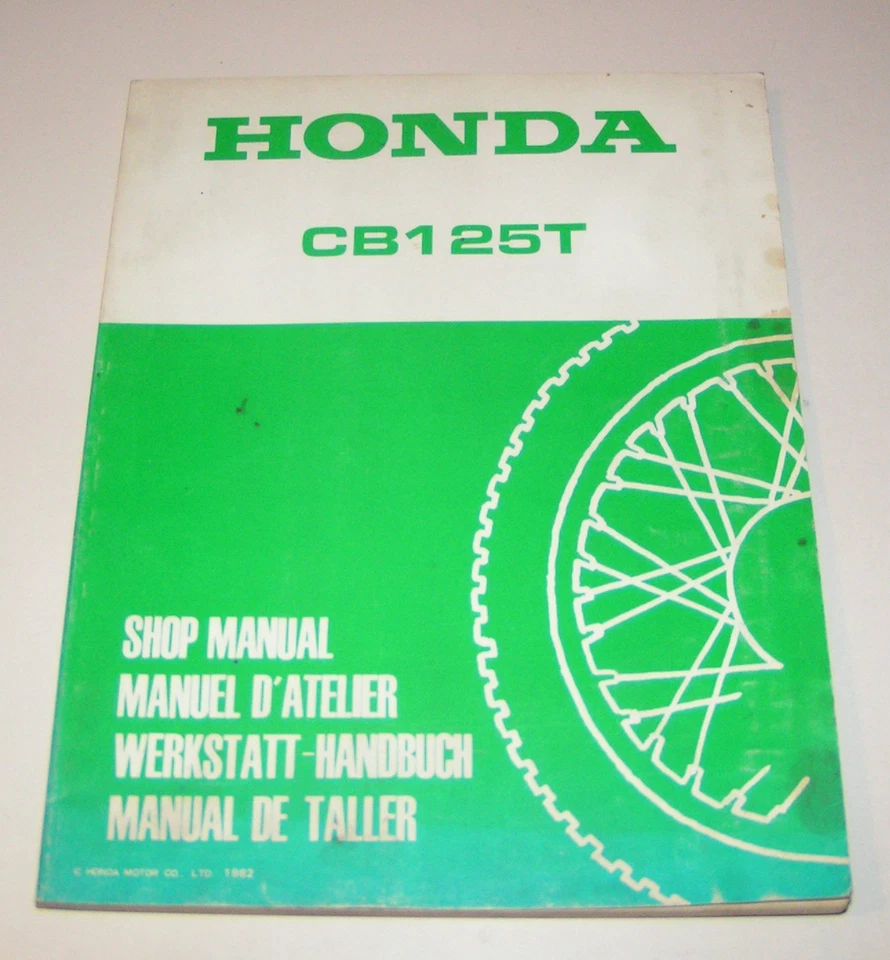 HONDA
CB125T
SHOP MANUAL
MANUEL D'ATELIER
WERKSTATT-HANDBUCH
MANUAL DE TALLER
© HONDA MOTOR CO. LTD. 1982